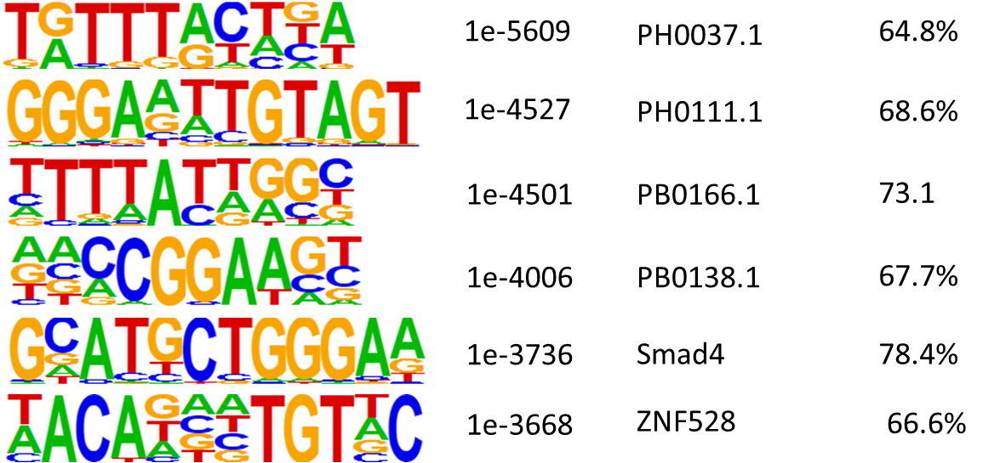 TGTTTACTGA 1e-5609 PH0037.1 64.8%
GGGAATTGTAGT 1e-4527 PH0111.1 68.6%
TTTTATTGGC 1e-4501 PB0166.1 73.1
AACCGGAAGT 1e-4006 PB0138.1 67.7%
GCATGCTGGGAA 1e-3736 Smad4 78.4%
TACAGAATGTTC 1e-3668 ZNF528 66.6%